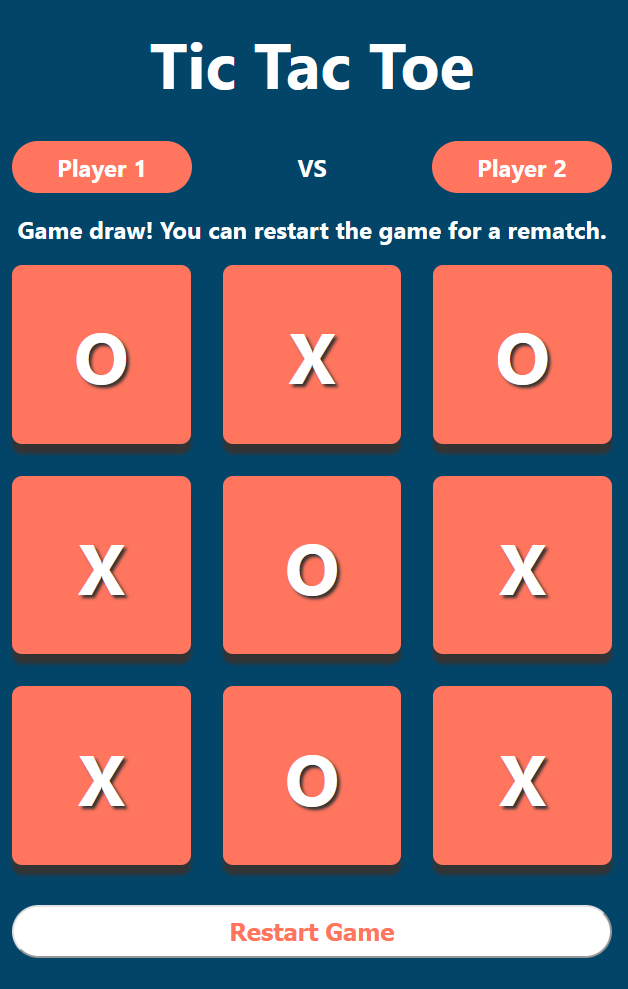 Tic Tac Toe
Player 1 VS Player 2
Game draw! You can restart the game for a rematch.
O X O
X O X
X O X
Restart Game